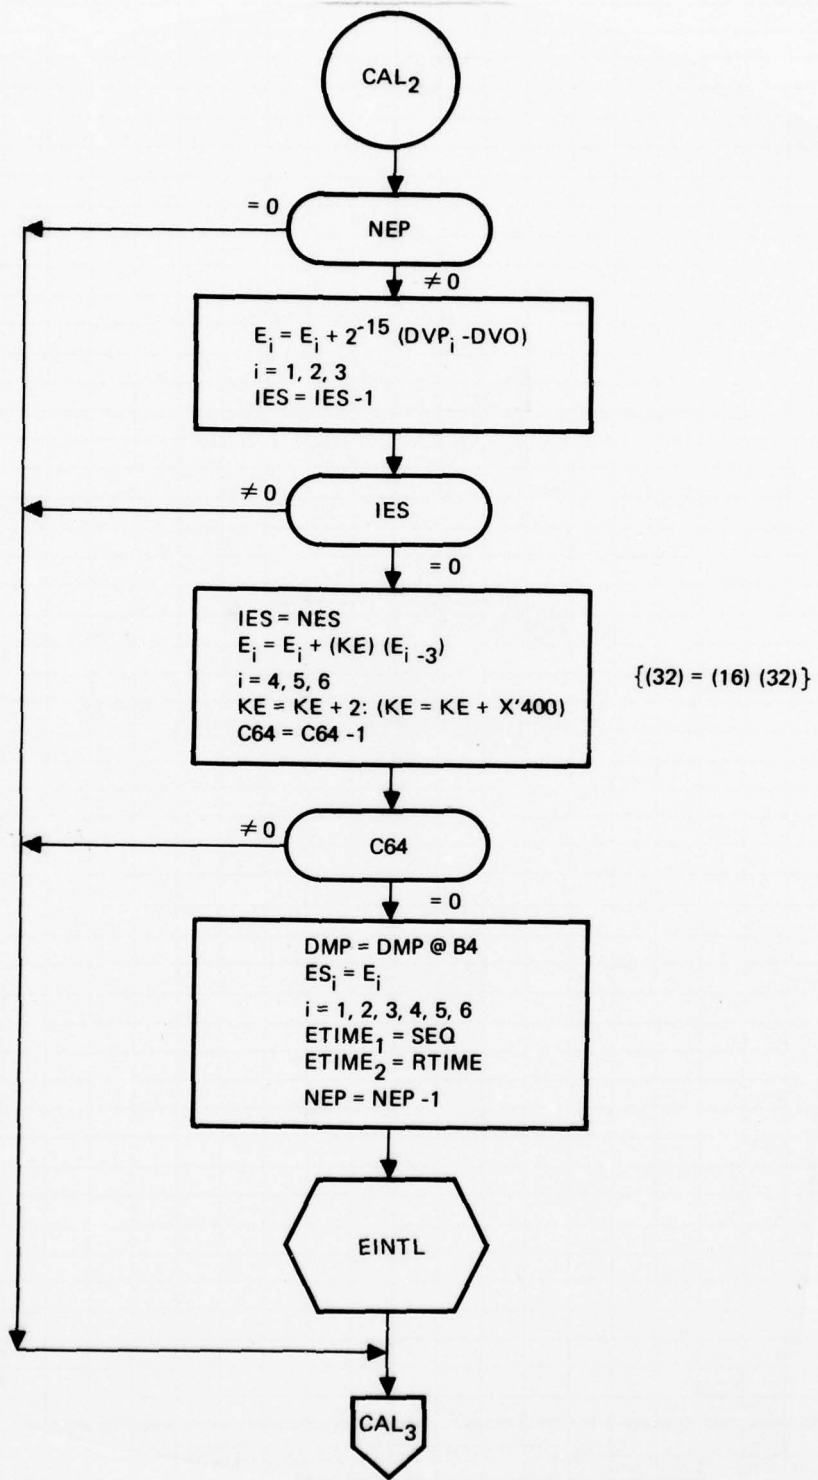 CAL2
= 0
NEP
≠ 0
Ei = Ei + 2^-15 (DVPi -DVO)
i = 1, 2, 3
IES = IES -1
≠ 0
IES
= 0
IES = NES
Ei = Ei + (KE) (Ei -3)
i = 4, 5, 6
KE = KE + 2: (KE = KE + X'400)
C64 = C64 -1
{(32) = (16) (32)}
≠ 0
C64
= 0
DMP = DMP @ B4
ESi = Ei
i = 1, 2, 3, 4, 5, 6
ETIME1 = SEQ
ETIME2 = RTIME
NEP = NEP -1
EINTL
CAL3